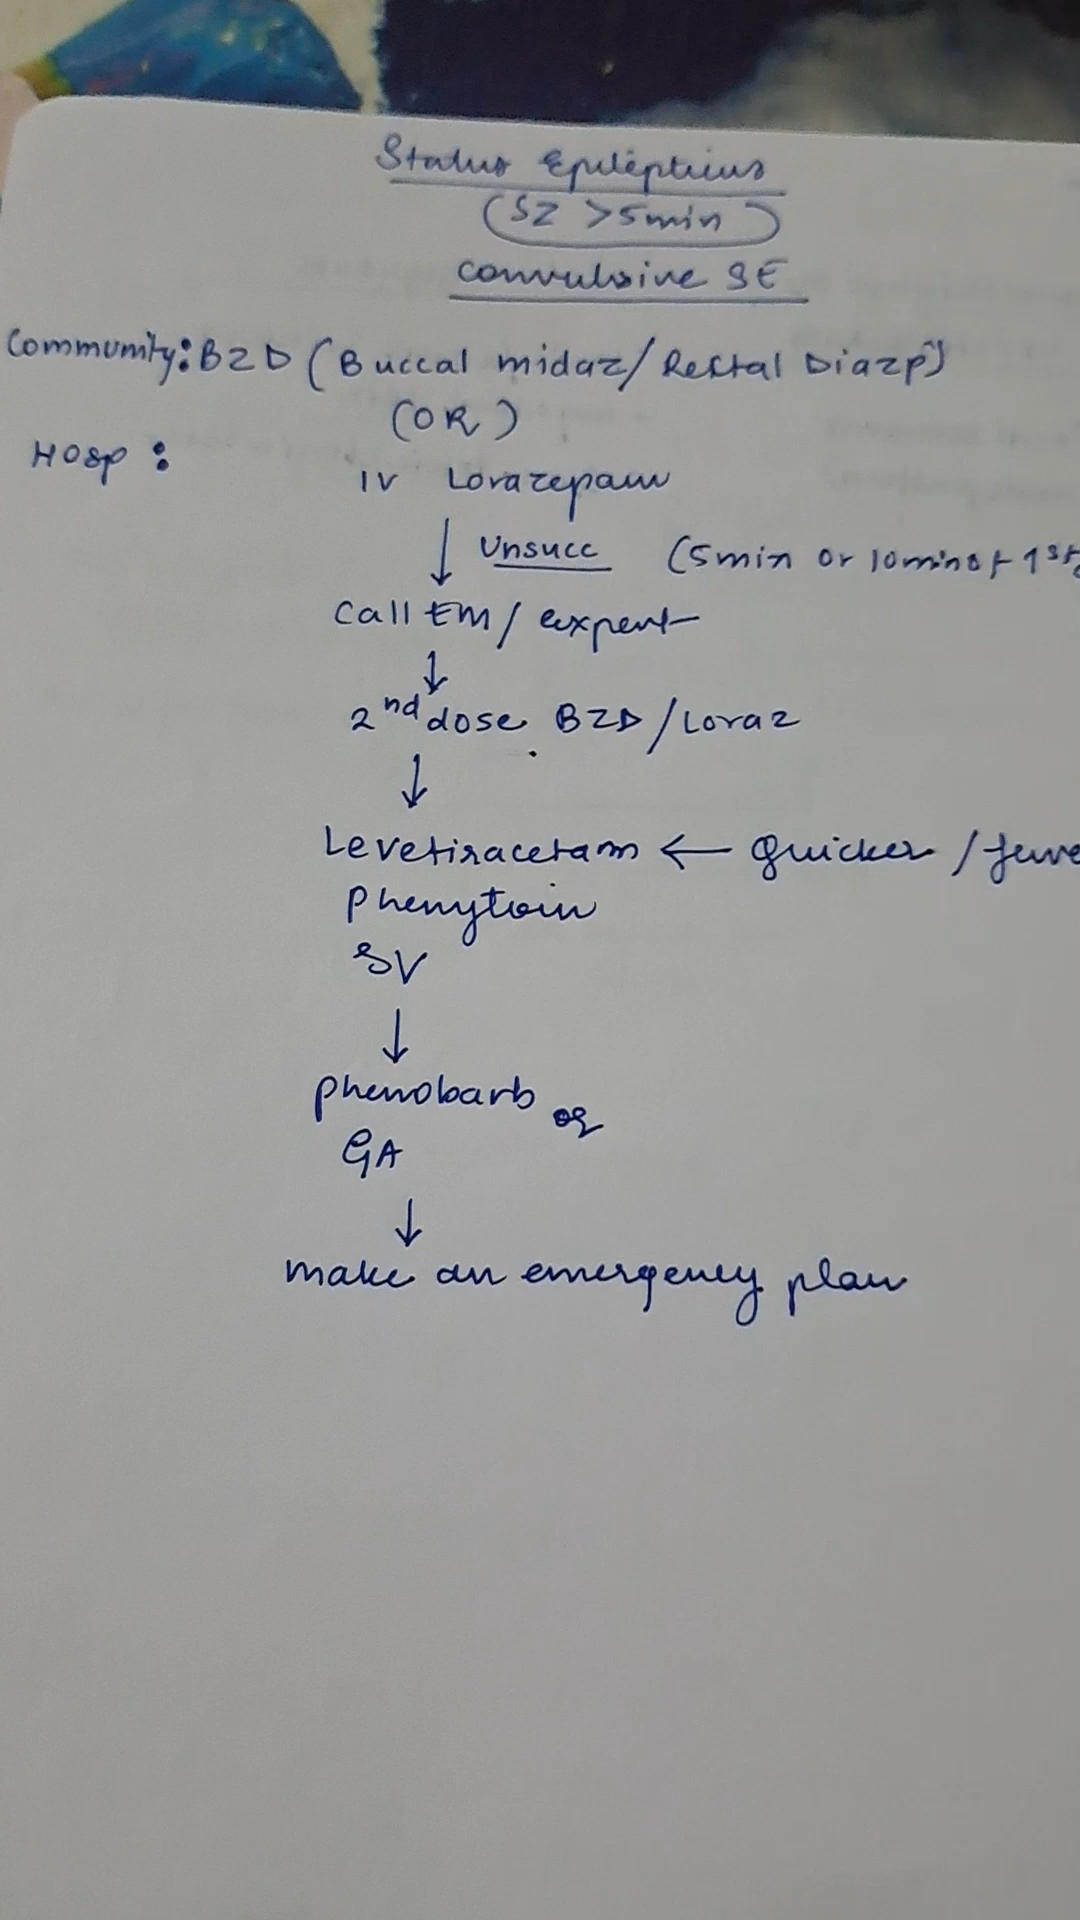 Status Epilepticus
(SZ >5min)
Convulsive SE
Community: BZD (Buccal midaz/Rectal Diazp)
(OR)
Hosp :
IV Lorazepam
↓ Unsucc (5min or 10min of 1st
Call EM/ expert
↓
2nd dose BZD/Loraz
↓
Levetiracetam ← Quicker /fewe
Phenytoin
SV
↓
phenobarb or
GA
↓
make an emergency plan